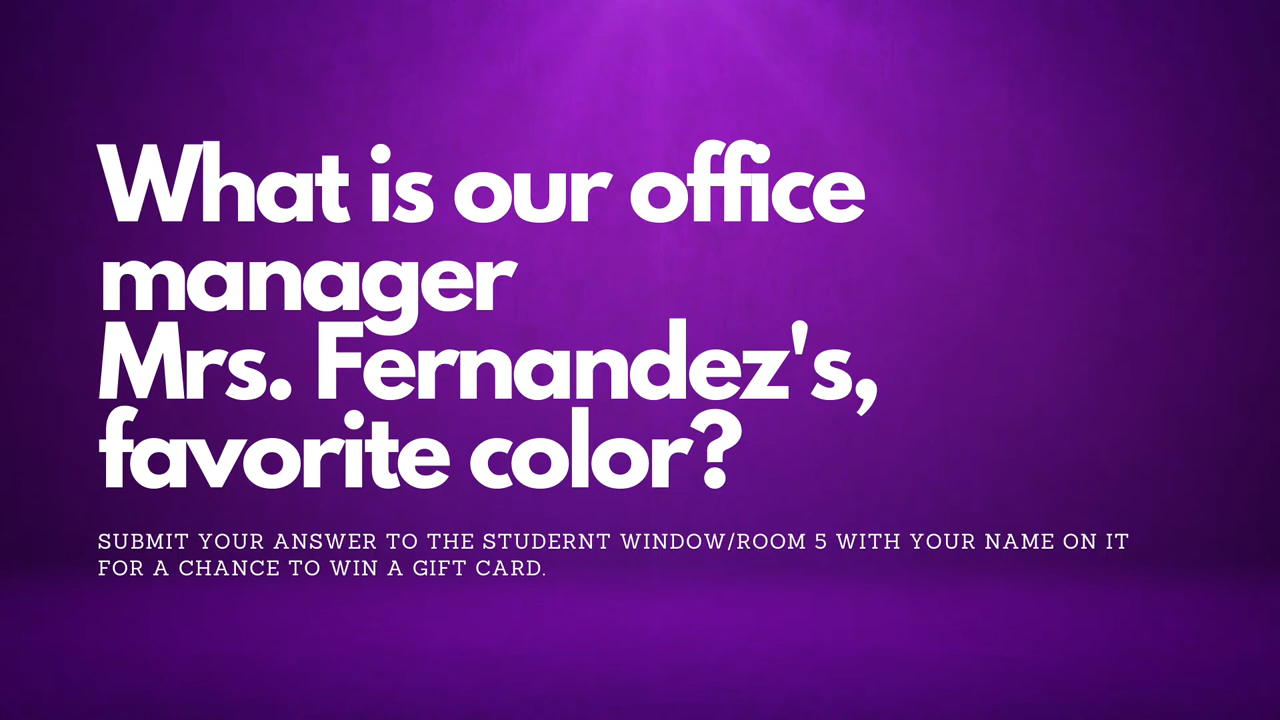 What is our office
manager
Mrs. Fernandez's,
favorite color?
SUBMIT YOUR ANSWER TO THE STUDERNT WINDOW/ROOM 5 WITH YOUR NAME ON IT
FOR A CHANCE TO WIN A GIFT CARD.